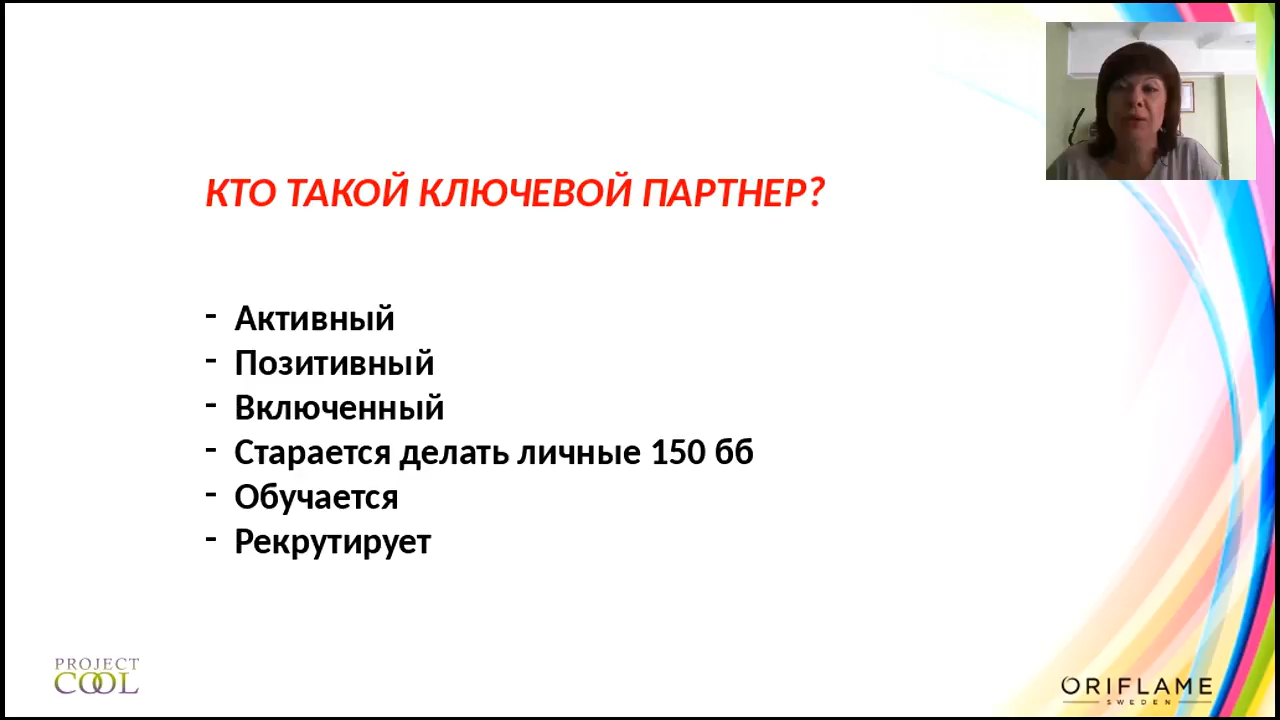 КТО ТАКОЙ КЛЮЧЕВОЙ ПАРТНЕР?
- Активный
- Позитивный
- Включенный
- Старается делать личные 150 бб
- Обучается
- Рекрутирует
PROJECT
COOL
ORIFLAME
SWEDEN